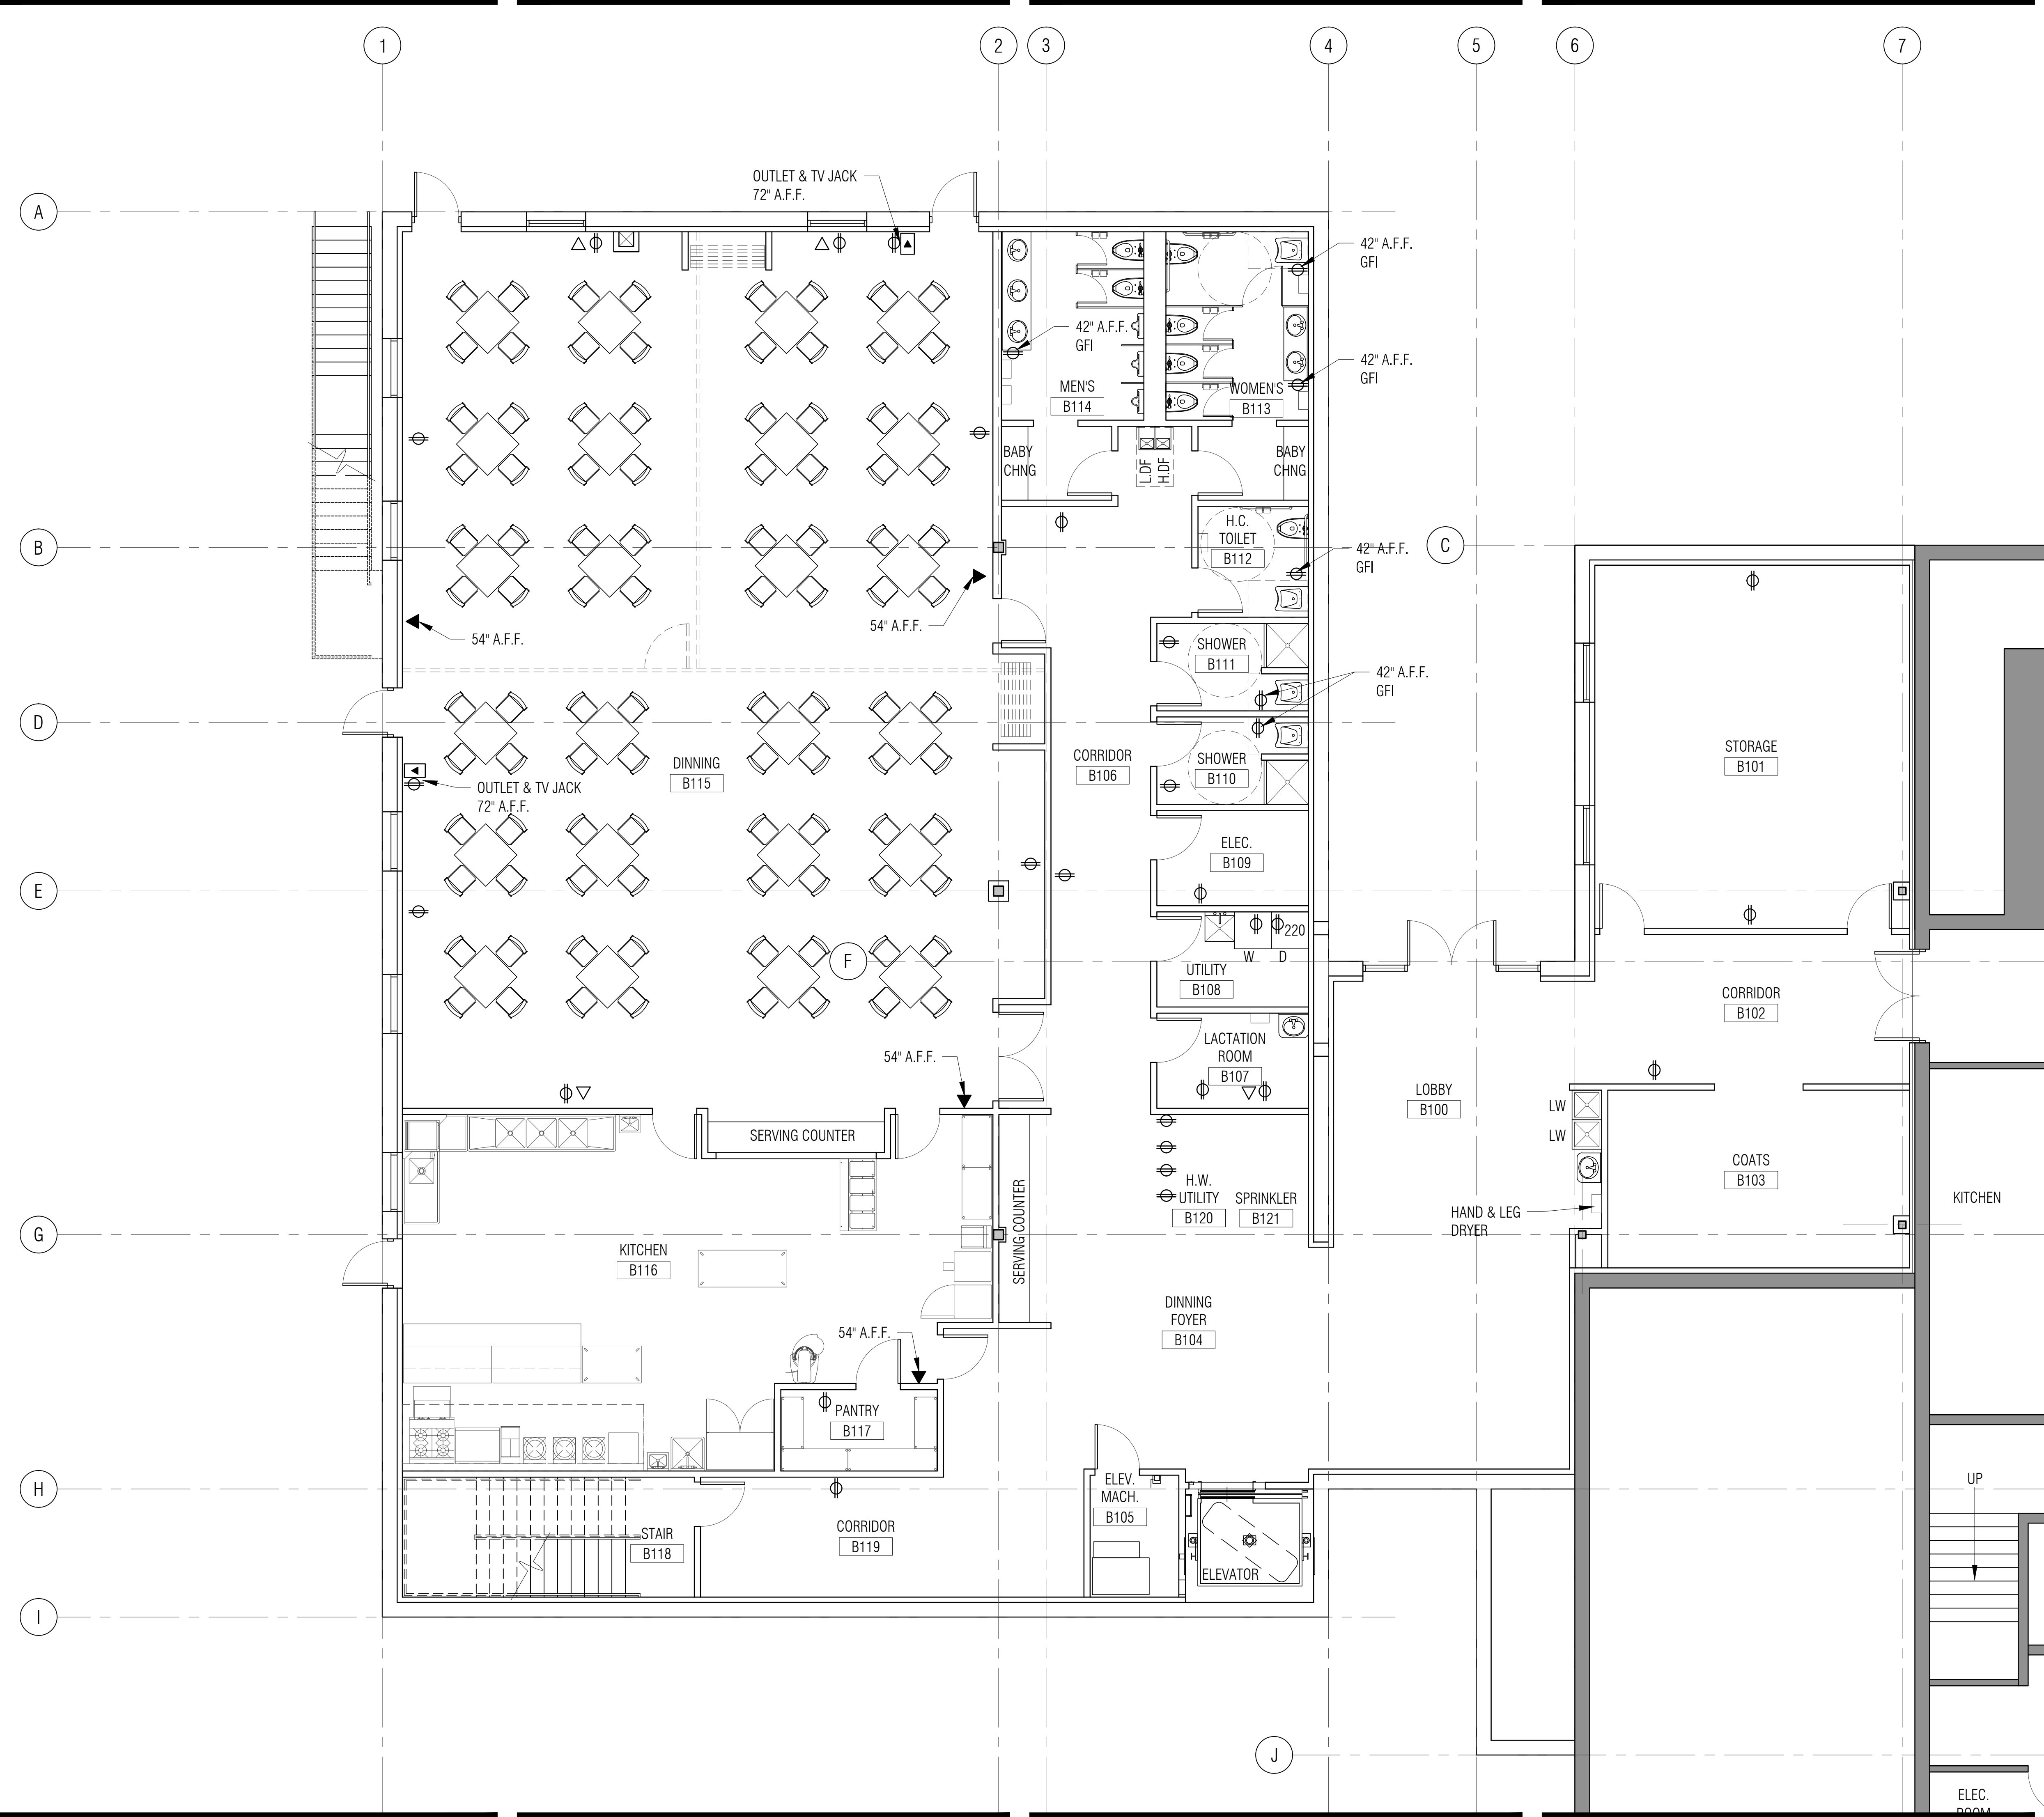 1
2
3
4
5
6
7
OUTLET & TV JACK
72" A.F.F.
A
42" A.F.F.
GFI
42" A.F.F.
GFI
42" A.F.F.
GFI
MEN'S
B114
WOMEN'S
B113
BABY
CHNG
L.DF
H.DF
BABY
CHNG
H.C.
TOILET
B112
B
C
42" A.F.F.
GFI
54" A.F.F.
54" A.F.F.
SHOWER
B111
42" A.F.F.
GFI
D
DINNING
B115
CORRIDOR
B106
SHOWER
B110
STORAGE
B101
OUTLET & TV JACK
72" A.F.F.
ELEC.
B109
E
220
W
D
F
UTILITY
B108
CORRIDOR
B102
LACTATION
ROOM
B107
54" A.F.F.
LOBBY
B100
LW
LW
SERVING COUNTER
COATS
B103
H.W.
UTILITY
B120
SPRINKLER
B121
SERVING COUNTER
HAND & LEG
DRYER
KITCHEN
G
KITCHEN
B116
DINNING
FOYER
B104
54" A.F.F.
PANTRY
B117
H
ELEV.
MACH.
B105
UP
STAIR
B118
CORRIDOR
B119
ELEVATOR
I
J
ELEC.
ROOM